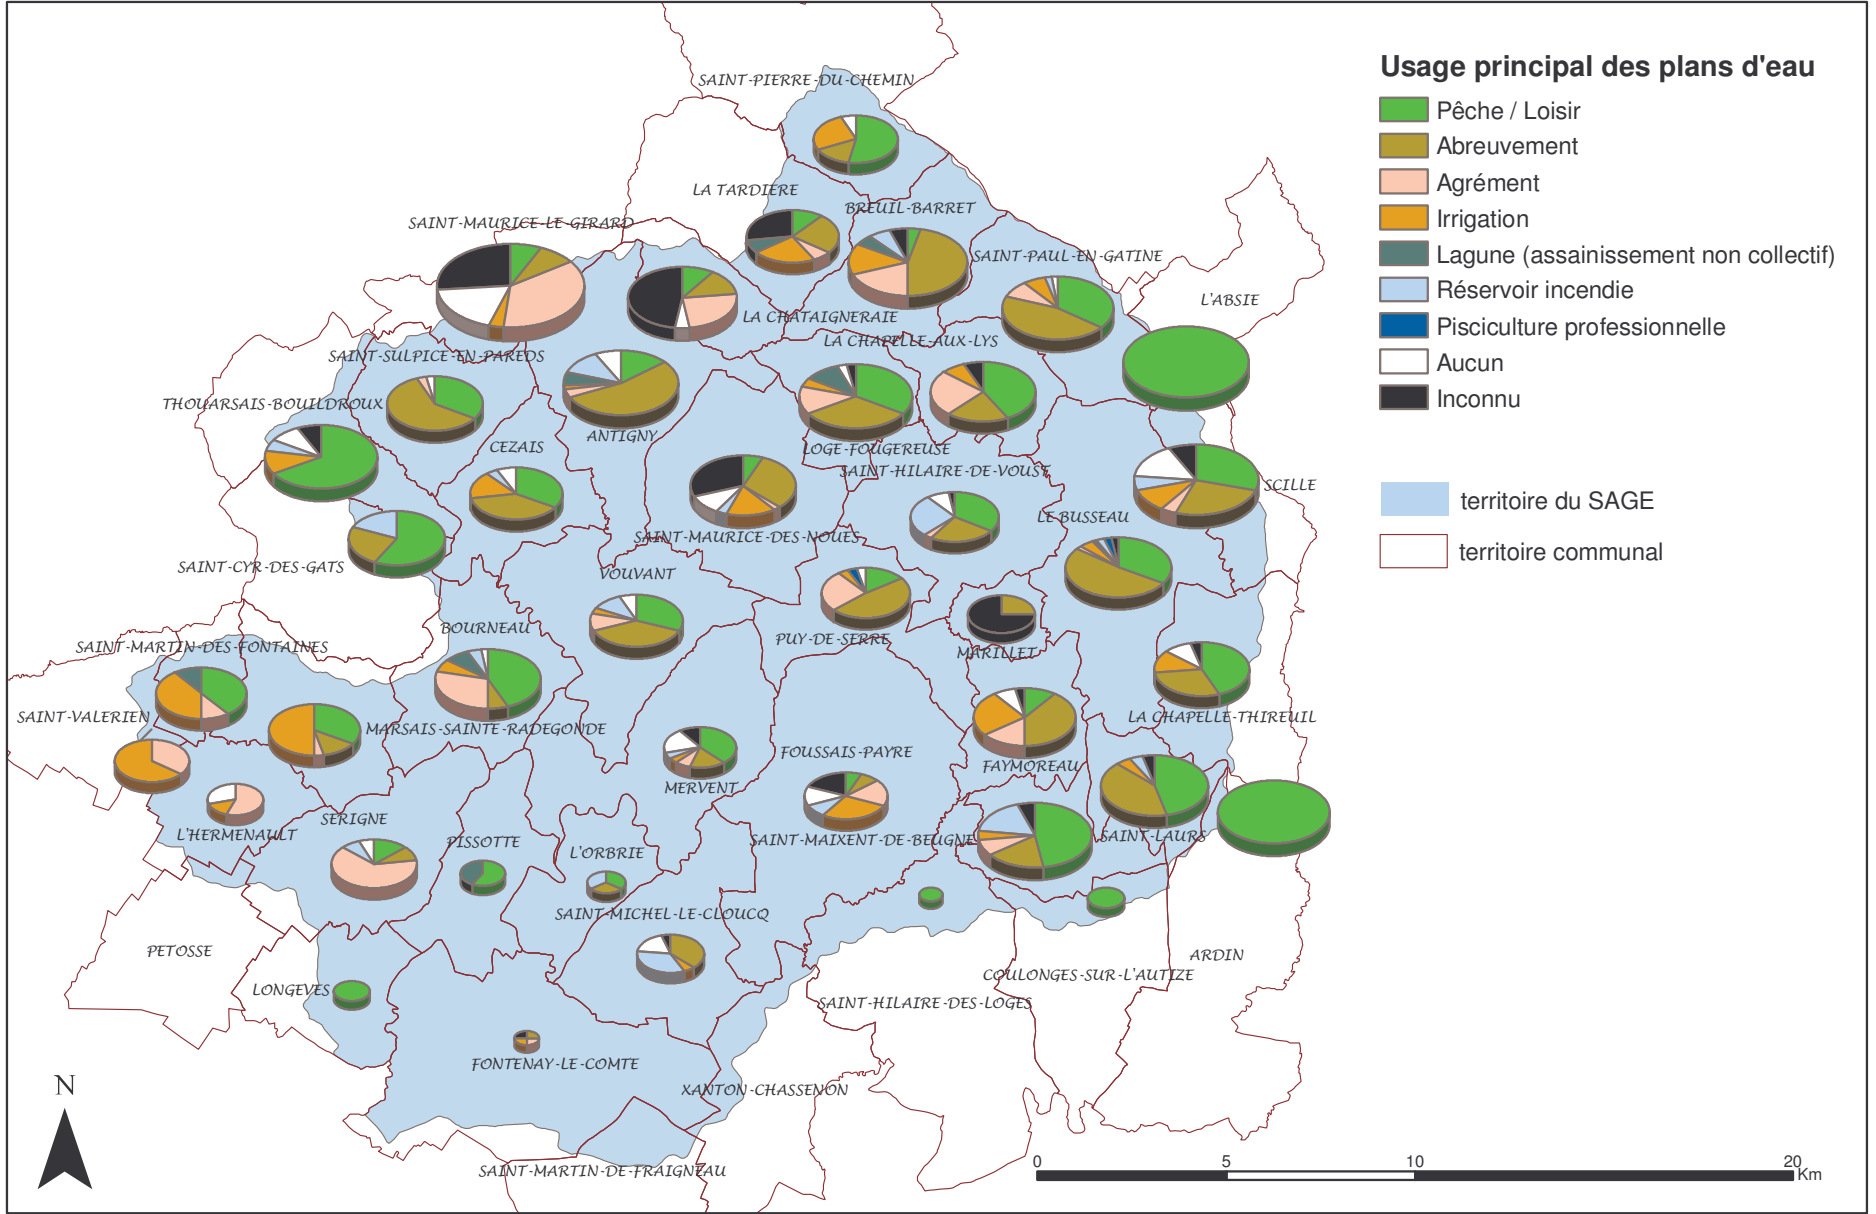 Usage principal des plans d'eau
Pêche / Loisir
Abreuvement
Agrément
Irrigation
Lagune (assainissement non collectif)
Réservoir incendie
Pisciculture professionnelle
Aucun
Inconnu
territoire du SAGE
territoire communal
SAINT-PIERRE-DU-CHEMIN
LA TARDIERE
BREUIL-BARRET
SAINT-MAURICE-LE-GIRARD
SAINT-PAUL-EN-GATINE
L'ABSIE
LA CHATAIGNERAIE
LA CHAPELLE-AUX-LYS
SAINT-SULPICE-EN-PAREDS
THOUARSAIS-BOUILDROUX
ANTIGNY
CEZAIS
LOGE-FOUGEREUSE
SAINT-HILAIRE-DE-VOUST
SCILLE
LE BUSSEAU
SAINT-MAURICE-DES-NOUES
SAINT-CYR-DES-GATS
VOUVANT
BOURNEAU
PUY-DE-SERRE
MARILLET
SAINT-MARTIN-DES-FONTAINES
SAINT-VALERIEN
MARSAIS-SAINTE-RADEGONDE
LA CHAPELLE-THIREUIL
FOUSSAIS-PAYRE
FAYMOREAU
MERVENT
L'HERMENAULT
SERIGNE
PISSOTTE
L'ORBRIE
SAINT-MAIXENT-DE-BEUGNE
SAINT-LAURS
SAINT-MICHEL-LE-CLOUCQ
PETOSSE
LONGEVES
ARDIN
COULONGES-SUR-L'AUTIZE
SAINT-HILAIRE-DES-LOGES
FONTENAY-LE-COMTE
XANTON-CHASSENON
SAINT-MARTIN-DE-FRAIGNEAU
N
0 5 10 20
Km